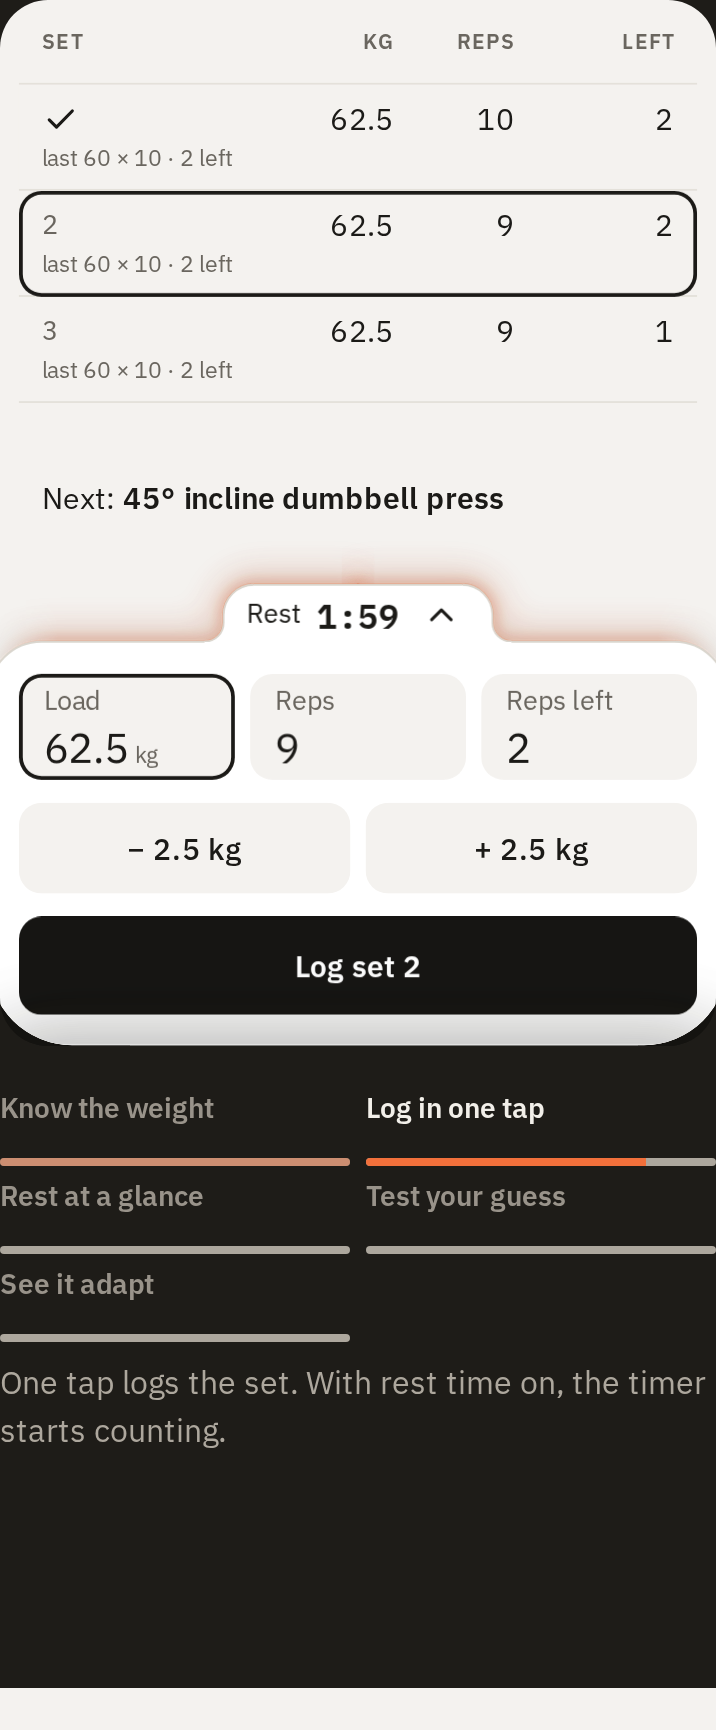 SET KG REPS LEFT
62.5 10 2
last 60 × 10 · 2 left
2 62.5 9 2
last 60 × 10 · 2 left
3 62.5 9 1
last 60 × 10 · 2 left
Next: 45° incline dumbbell press
Rest 1:59
Load Reps Reps left
62.5 kg 9 2
− 2.5 kg + 2.5 kg
Log set 2
Know the weight Log in one tap
Rest at a glance Test your guess
See it adapt
One tap logs the set. With rest time on, the timer
starts counting.